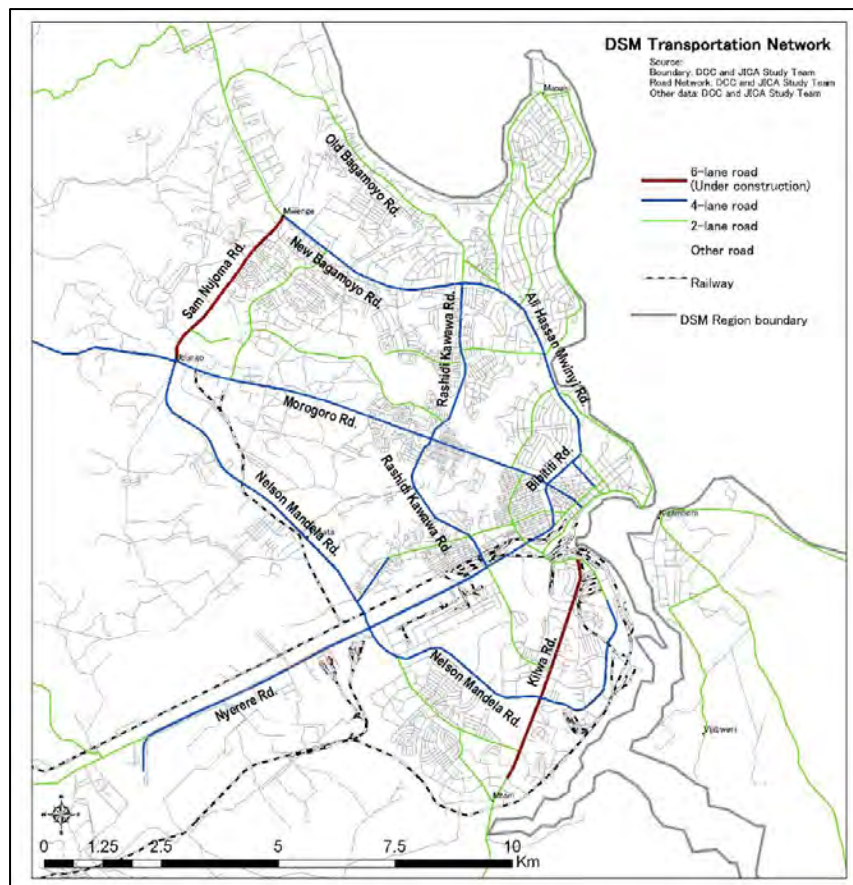 DSM Transportation Network
Source:
Boundary: DCC and JICA Study Team
Road Network: DCC and JICA Study Team
Other data: DCC and JICA Study Team
6-lane road
(Under construction)
4-lane road
2-lane road
Other road
Railway
DSM Region boundary
Old Bagamoyo Rd.
Mwenge
New Bagamoyo Rd.
Sam Nujoma Rd.
Ali Hassan Mwinyi Rd.
Rashidi Kawawa Rd.
Morogoro Rd.
Bibititi Rd.
Rashidi Kawawa Rd.
Nelson Mandela Rd.
Kilwa Rd.
Nelson Mandela Rd.
Nyerere Rd.
Vijibweni
0 1.25 2.5 5 7.5 10
Km